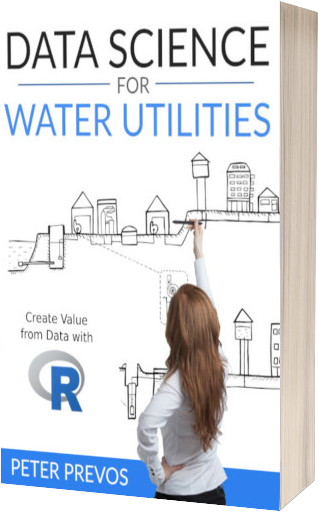 DATA SCIENCE
FOR
WATER UTILITIES
Create Value
from Data with
R
PETER PREVOS